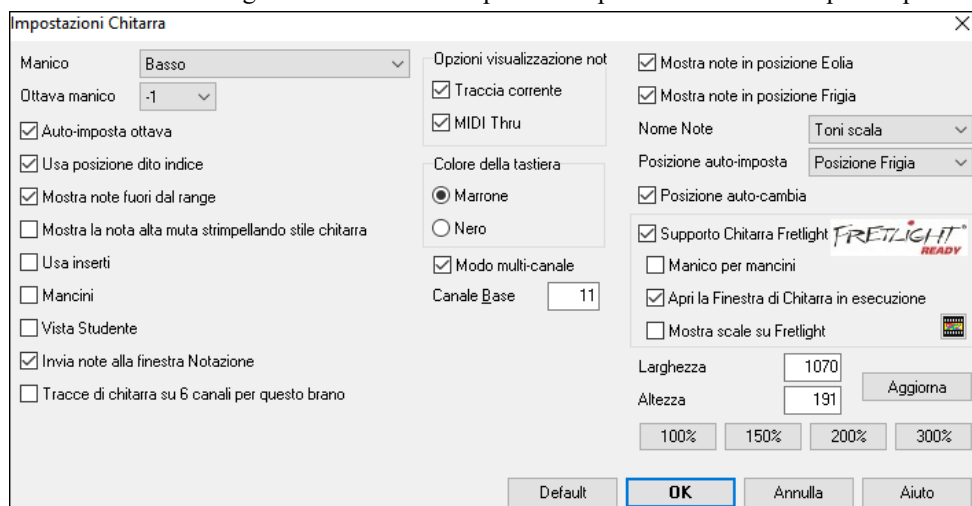 Impostazioni Chitarra
Manico Basso
Ottava manico -1
Auto-imposta ottava
Usa posizione dito indice
Mostra note fuori dal range
Mostra la nota alta muta strimpellando stile chitarra
Usa inserti
Mancini
Vista Studente
Invia note alla finestra Notazione
Tracce di chitarra su 6 canali per questo brano
Opzioni visualizzazione not
Traccia corrente
MIDI Thru
Colore della tastiera
Marrone
Nero
Modo multi-canale
Canale Base 11
Mostra note in posizione Eolia
Mostra note in posizione Frigia
Nome Note Toni scala
Posizione auto-imposta Posizione Frigia
Posizione auto-cambia
Supporto Chitarra Fretlight FRETLIGHT READY
Manico per mancini
Apri la Finestra di Chitarra in esecuzione
Mostra scale su Fretlight
Larghezza 1070
Altezza 191
Aggiorna
100% 150% 200% 300%
Default OK Annulla Aiuto